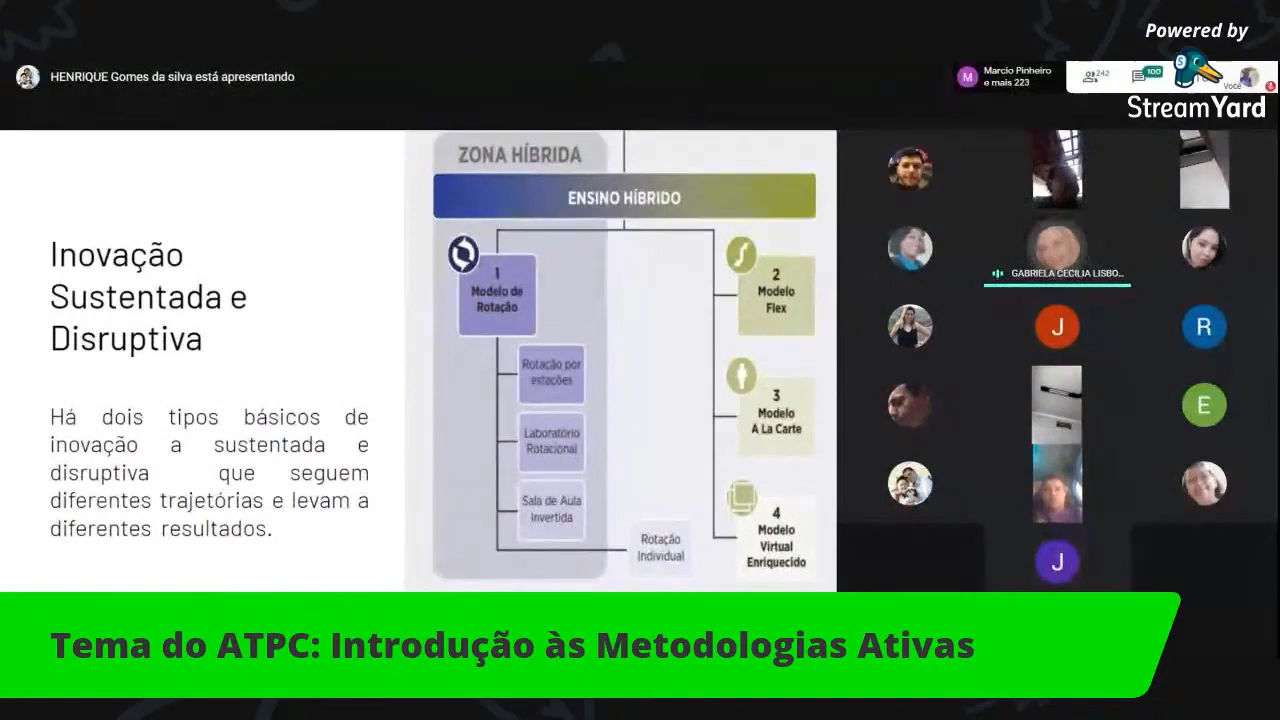 Powered by
StreamYard
HENRIQUE Gomes da silva está apresentando
M
Marcio Pinheiro
e mais 223
242
100
Você
Inovação
Sustentada e
Disruptiva
Há dois tipos básicos de
inovação a sustentada e
disruptiva que seguem
diferentes trajetórias e levam a
diferentes resultados.
ZONA HÍBRIDA
ENSINO HÍBRIDO
1
Modelo de
Rotação
Rotação por
estações
Laboratório
Rotacional
Sala de Aula
Invertida
Rotação
Individual
2
Modelo
Flex
3
Modelo
A La Carte
4
Modelo
Virtual
Enriquecido
GABRIELA CECILIA LISBO...
J
R
E
J
Tema do ATPC: Introdução às Metodologias Ativas